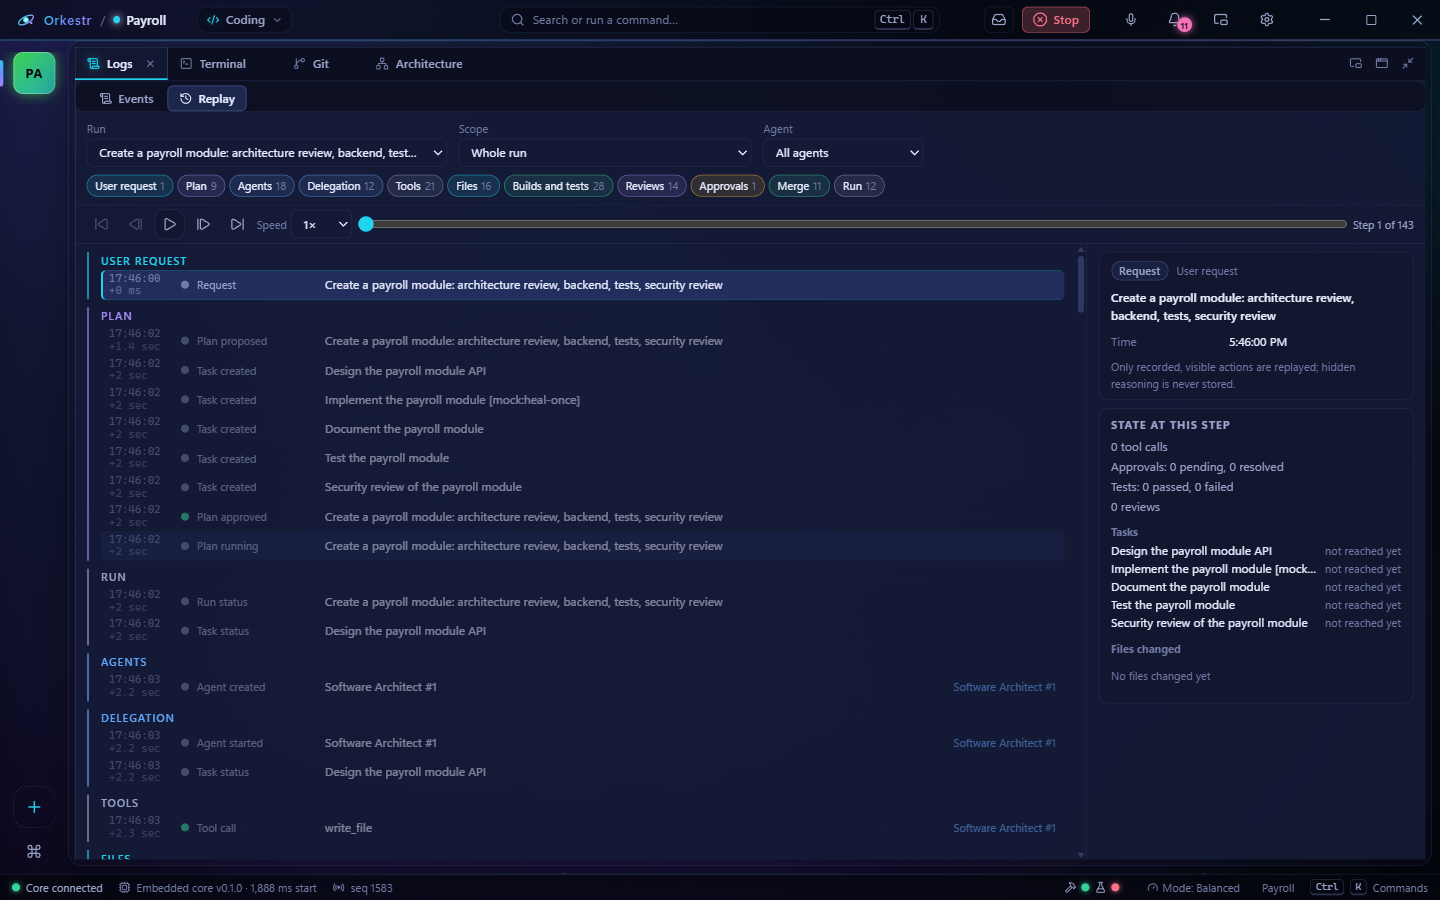 Orkestr / Payroll
Coding
Search or run a command...
Ctrl K
Stop
11
PA
Logs
Terminal
Git
Architecture
Events
Replay
Run
Scope
Agent
Create a payroll module: architecture review, backend, test...
Whole run
All agents
User request 1
Plan 9
Agents 18
Delegation 12
Tools 21
Files 16
Builds and tests 28
Reviews 14
Approvals 1
Merge 11
Run 12
Speed 1×
Step 1 of 143
USER REQUEST
17:46:00
+0 ms
Request
Create a payroll module: architecture review, backend, tests, security review
PLAN
17:46:02
+1.4 sec
Plan proposed
Create a payroll module: architecture review, backend, tests, security review
17:46:02
+2 sec
Task created
Design the payroll module API
17:46:02
+2 sec
Task created
Implement the payroll module [mock:heal-once]
17:46:02
+2 sec
Task created
Document the payroll module
17:46:02
+2 sec
Task created
Test the payroll module
17:46:02
+2 sec
Task created
Security review of the payroll module
17:46:02
+2 sec
Plan approved
Create a payroll module: architecture review, backend, tests, security review
17:46:02
+2 sec
Plan running
Create a payroll module: architecture review, backend, tests, security review
RUN
17:46:02
+2 sec
Run status
Create a payroll module: architecture review, backend, tests, security review
17:46:02
+2 sec
Task status
Design the payroll module API
AGENTS
17:46:03
+2.2 sec
Agent created
Software Architect #1
Software Architect #1
DELEGATION
17:46:03
+2.2 sec
Agent started
Software Architect #1
Software Architect #1
17:46:03
+2.2 sec
Task status
Design the payroll module API
TOOLS
17:46:03
+2.3 sec
Tool call
write_file
Software Architect #1
FILES
Request
User request
Create a payroll module: architecture review,
backend, tests, security review
Time
5:46:00 PM
Only recorded, visible actions are replayed; hidden
reasoning is never stored.
STATE AT THIS STEP
0 tool calls
Approvals: 0 pending, 0 resolved
Tests: 0 passed, 0 failed
0 reviews
Tasks
Design the payroll module API not reached yet
Implement the payroll module [mock... not reached yet
Document the payroll module not reached yet
Test the payroll module not reached yet
Security review of the payroll module not reached yet
Files changed
No files changed yet
Core connected
Embedded core v0.1.0 · 1,888 ms start
seq 1583
Mode: Balanced
Payroll
Ctrl K Commands